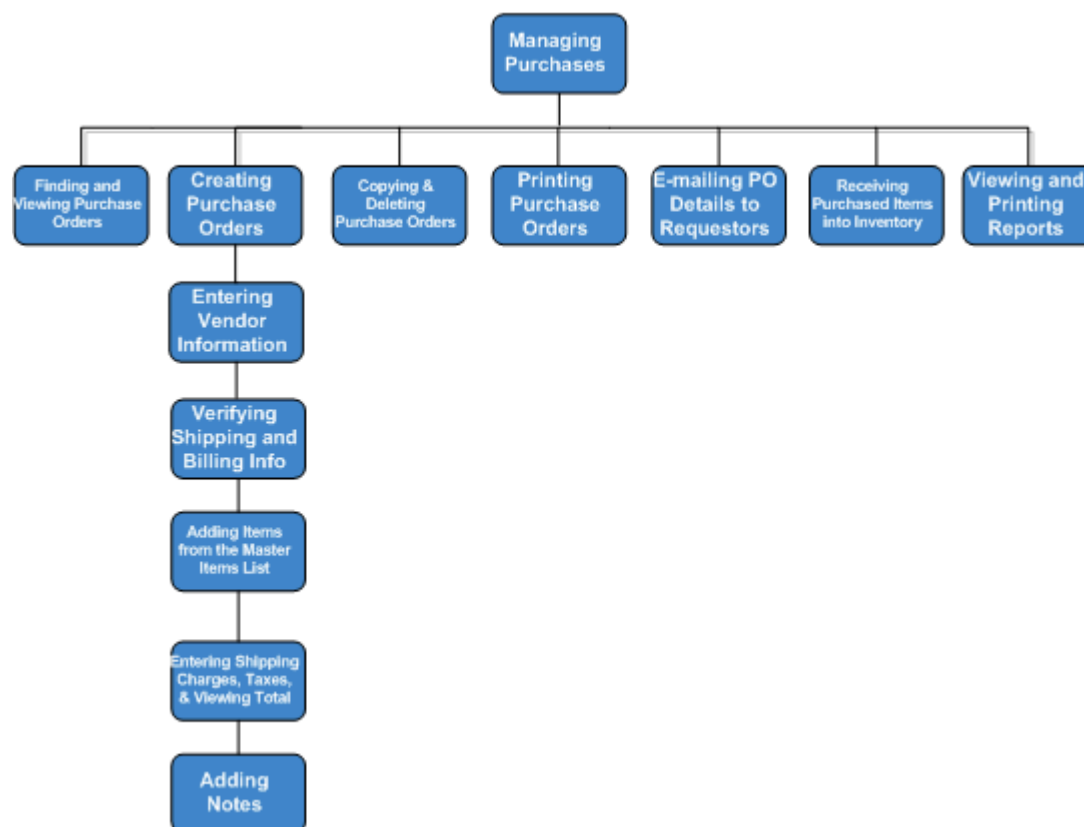 Managing
Purchases
Finding and
Viewing Purchase
Orders
Creating
Purchase
Orders
Copying &
Deleting
Purchase Orders
Printing
Purchase
Orders
E-mailing PO
Details to
Requestors
Receiving
Purchased Items
into Inventory
Viewing and
Printing
Reports
Entering
Vendor
Information
Verifying
Shipping and
Billing Info
Adding Items
from the Master
Items List
Entering Shipping
Charges, Taxes,
& Viewing Total
Adding
Notes